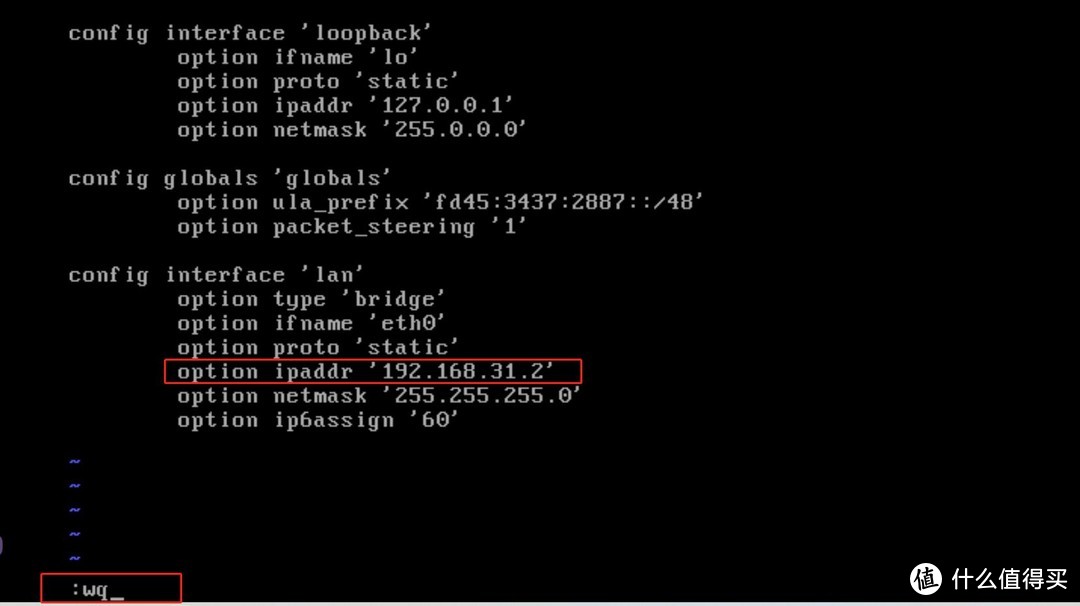 config interface 'loopback'
option ifname 'lo'
option proto 'static'
option ipaddr '127.0.0.1'
option netmask '255.0.0.0'
config globals 'globals'
option ula_prefix 'fd45:3437:2887::/48'
option packet_steering '1'
config interface 'lan'
option type 'bridge'
option ifname 'eth0'
option proto 'static'
option ipaddr '192.168.31.2'
option netmask '255.255.255.0'
option ip6assign '60'
~
~
~
~
~
:wq_
值 什么值得买